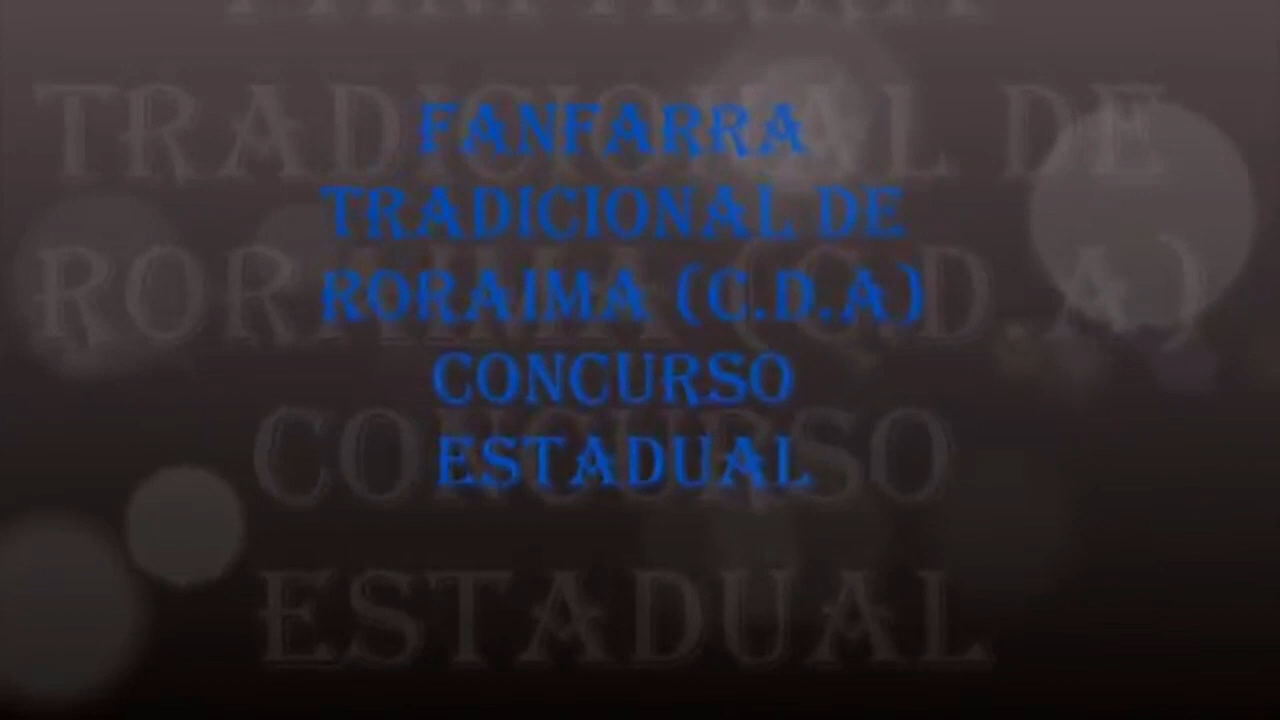 FANFARRA
TRADICIONAL DE
RORAIMA (C.D.A)
CONCURSO
ESTADUAL